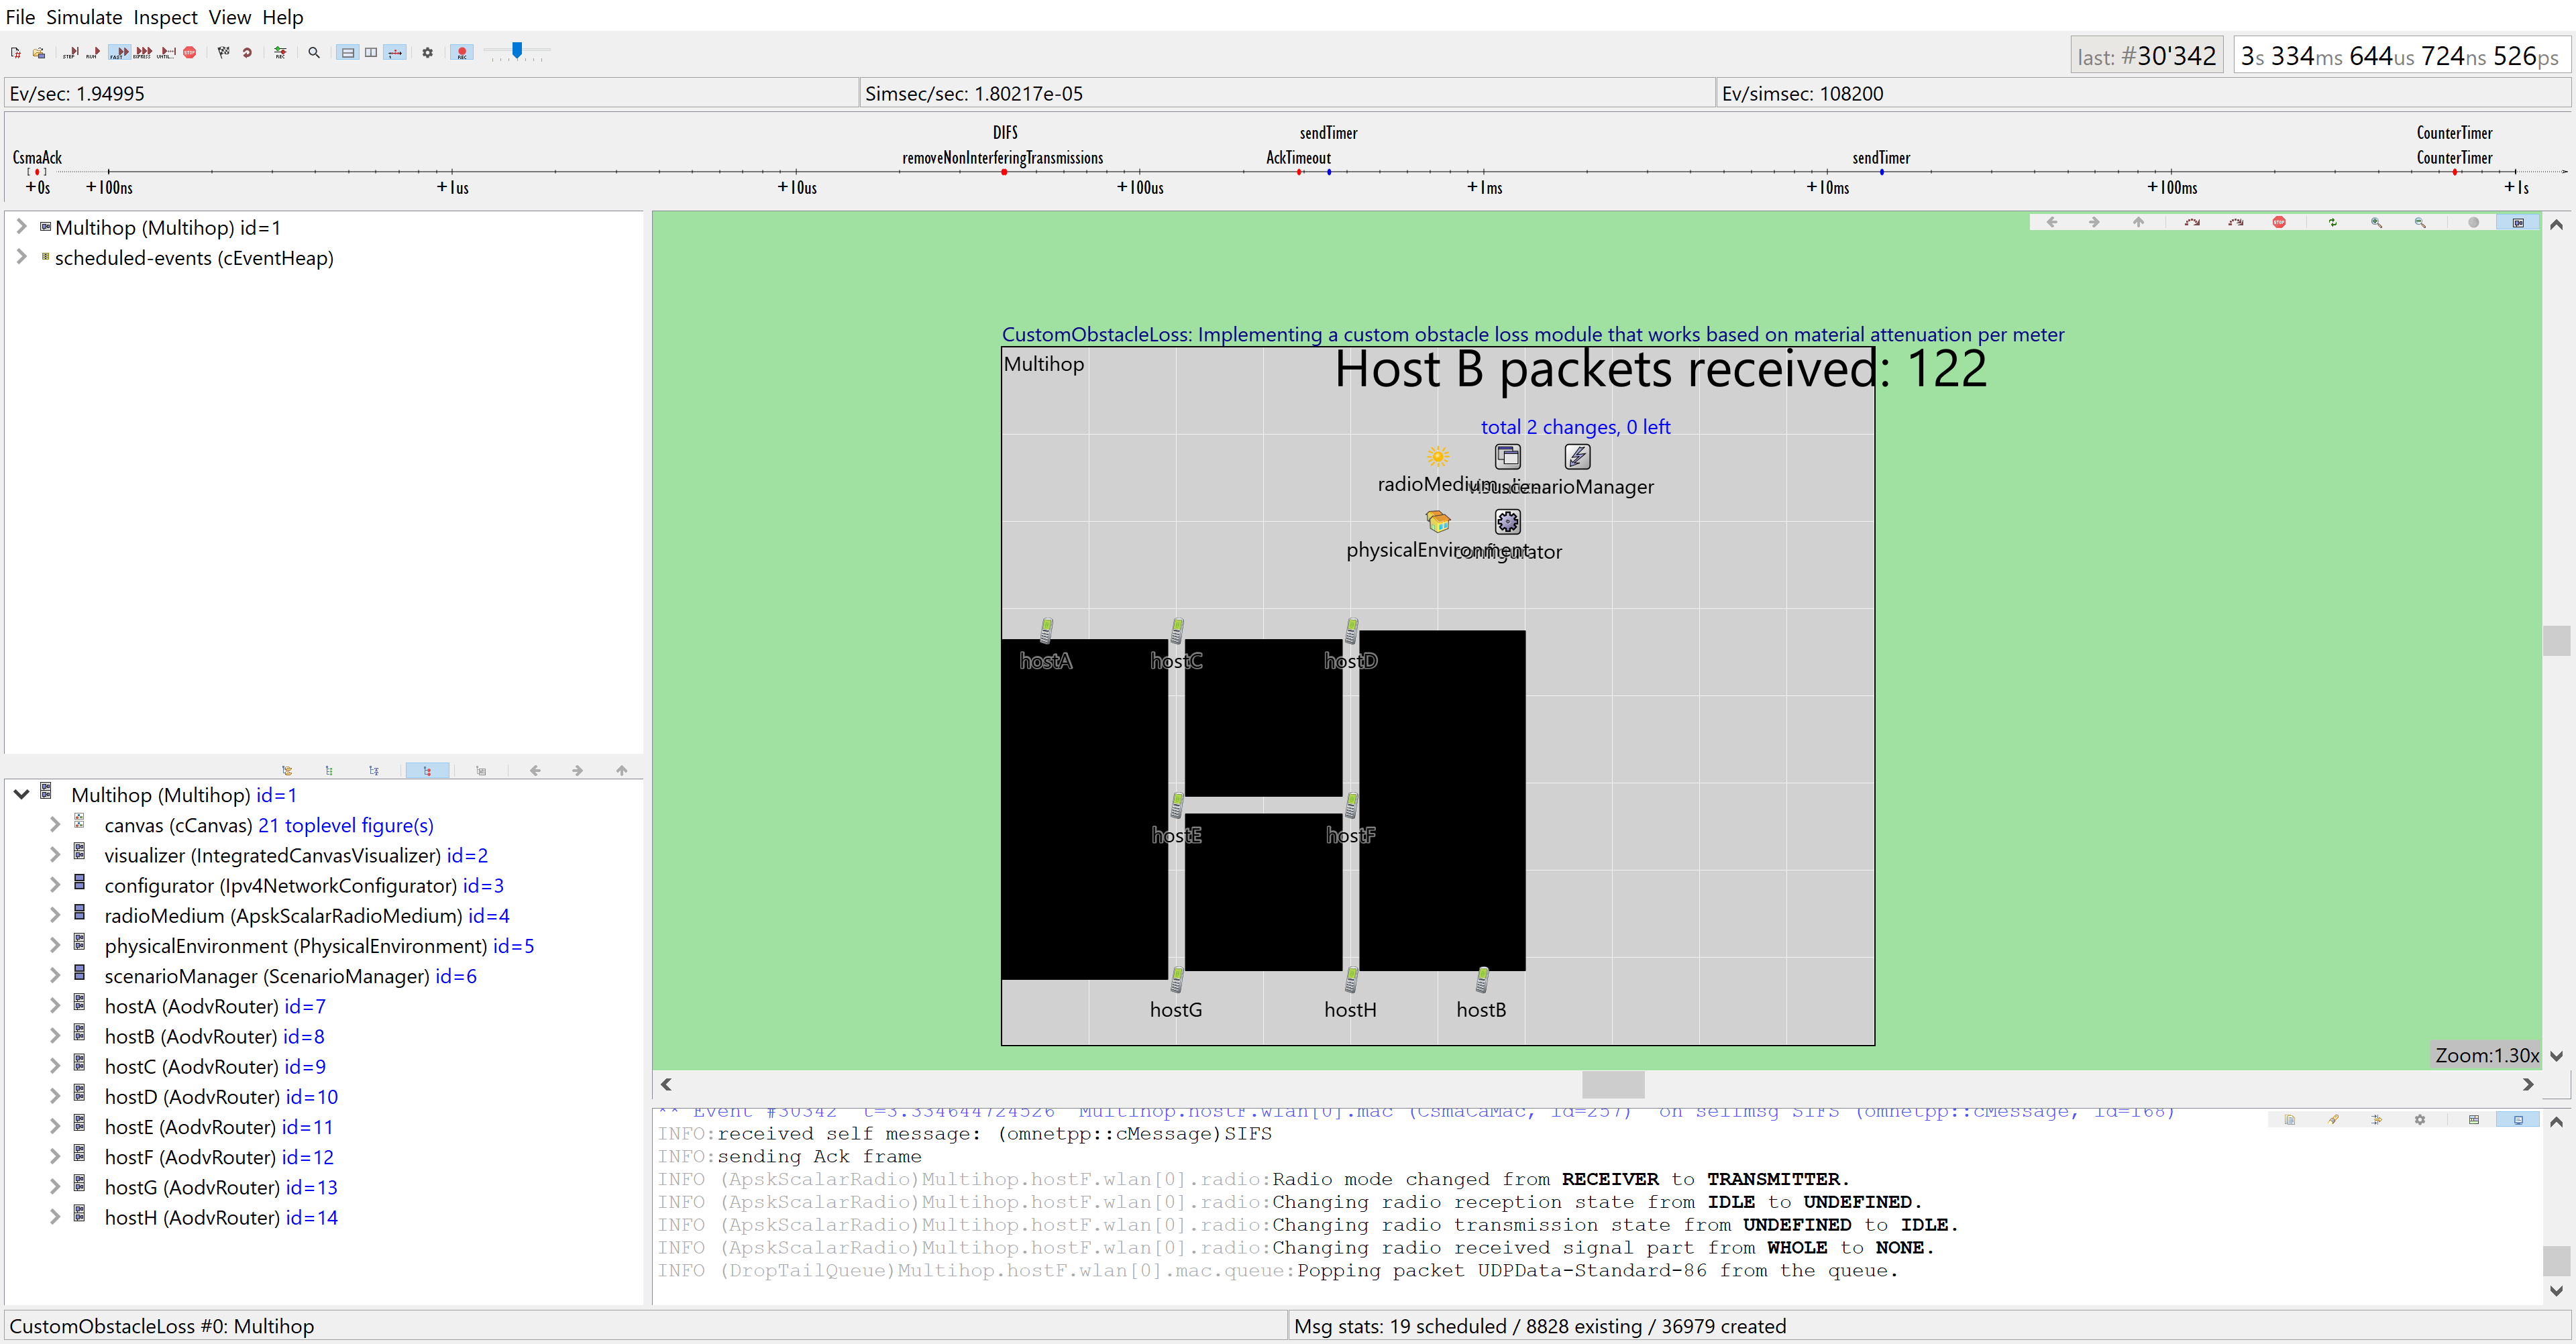 File Simulate Inspect View Help
STEP RUN FAST EXPRESS UNTIL... STOP REC REC
last: #30'342
3s 334ms 644us 724ns 526ps
Ev/sec: 1.94995
Simsec/sec: 1.80217e-05
Ev/simsec: 108200
DIFS sendTimer CounterTimer
CsmaAck removeNonInterferingTransmissions AckTimeout sendTimer CounterTimer
+0s +100ns +1us +10us +100us +1ms +10ms +100ms +1s
Multihop (Multihop) id=1
scheduled-events (cEventHeap)
Multihop (Multihop) id=1
canvas (cCanvas) 21 toplevel figure(s)
visualizer (IntegratedCanvasVisualizer) id=2
configurator (Ipv4NetworkConfigurator) id=3
radioMedium (ApskScalarRadioMedium) id=4
physicalEnvironment (PhysicalEnvironment) id=5
scenarioManager (ScenarioManager) id=6
hostA (AodvRouter) id=7
hostB (AodvRouter) id=8
hostC (AodvRouter) id=9
hostD (AodvRouter) id=10
hostE (AodvRouter) id=11
hostF (AodvRouter) id=12
hostG (AodvRouter) id=13
hostH (AodvRouter) id=14
STOP
CustomObstacleLoss: Implementing a custom obstacle loss module that works based on material attenuation per meter
Multihop
Host B packets received: 122
total 2 changes, 0 left
radioMedium scenarioManager
physicalEnvironment configurator
hostA hostC hostD
hostE hostF
hostG hostH hostB
Zoom:1.30x
** Event #30342 t=3.334644724526 Multihop.hostF.wlan[0].mac (CsmaCaMac, id=257) on selfmsg SIFS (omnetpp::cMessage, id=168)
INFO:received self message: (omnetpp::cMessage)SIFS
INFO:sending Ack frame
INFO (ApskScalarRadio)Multihop.hostF.wlan[0].radio:Radio mode changed from RECEIVER to TRANSMITTER.
INFO (ApskScalarRadio)Multihop.hostF.wlan[0].radio:Changing radio reception state from IDLE to UNDEFINED.
INFO (ApskScalarRadio)Multihop.hostF.wlan[0].radio:Changing radio transmission state from UNDEFINED to IDLE.
INFO (ApskScalarRadio)Multihop.hostF.wlan[0].radio:Changing radio received signal part from WHOLE to NONE.
INFO (DropTailQueue)Multihop.hostF.wlan[0].mac.queue:Popping packet UDPData-Standard-86 from the queue.
CustomObstacleLoss #0: Multihop
Msg stats: 19 scheduled / 8828 existing / 36979 created